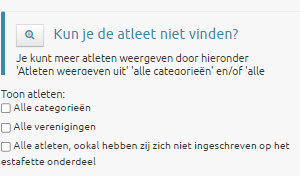 Kun je de atleet niet vinden?
Je kunt meer atleten weergeven door hieronder
'Atleten weergeven uit' 'alle categorieën' en/of 'alle
Toon atleten:
Alle categorieën
Alle verenigingen
Alle atleten, ookal hebben zij zich niet ingeschreven op het
estafette onderdeel